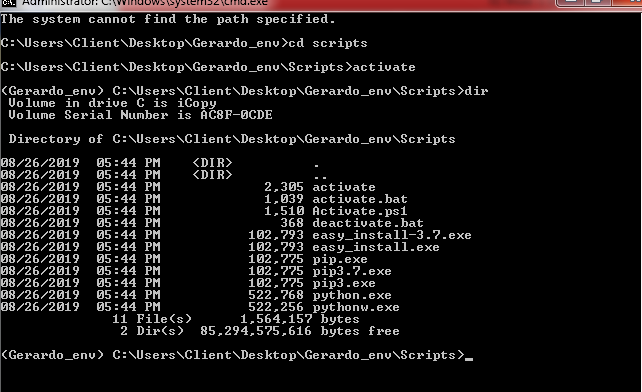 Administrator: C:\Windows\system32\cmd.exe
The system cannot find the path specified.
C:\Users\Client\Desktop\Gerardo_env>cd scripts
C:\Users\Client\Desktop\Gerardo_env\Scripts>activate
(Gerardo_env) C:\Users\Client\Desktop\Gerardo_env\Scripts>dir
 Volume in drive C is iCopy
 Volume Serial Number is AC8F-0CDE
 Directory of C:\Users\Client\Desktop\Gerardo_env\Scripts
08/26/2019  05:44 PM    <DIR>          .
08/26/2019  05:44 PM    <DIR>          ..
08/26/2019  05:44 PM             2,305 activate
08/26/2019  05:44 PM             1,039 activate.bat
08/26/2019  05:44 PM             1,510 Activate.ps1
08/26/2019  05:44 PM               368 deactivate.bat
08/26/2019  05:44 PM           102,793 easy_install-3.7.exe
08/26/2019  05:44 PM           102,793 easy_install.exe
08/26/2019  05:44 PM           102,775 pip.exe
08/26/2019  05:44 PM           102,775 pip3.7.exe
08/26/2019  05:44 PM           102,775 pip3.exe
08/26/2019  05:44 PM           522,768 python.exe
08/26/2019  05:44 PM           522,256 pythonw.exe
              11 File(s)      1,564,157 bytes
               2 Dir(s)  85,294,575,616 bytes free
(Gerardo_env) C:\Users\Client\Desktop\Gerardo_env\Scripts>_